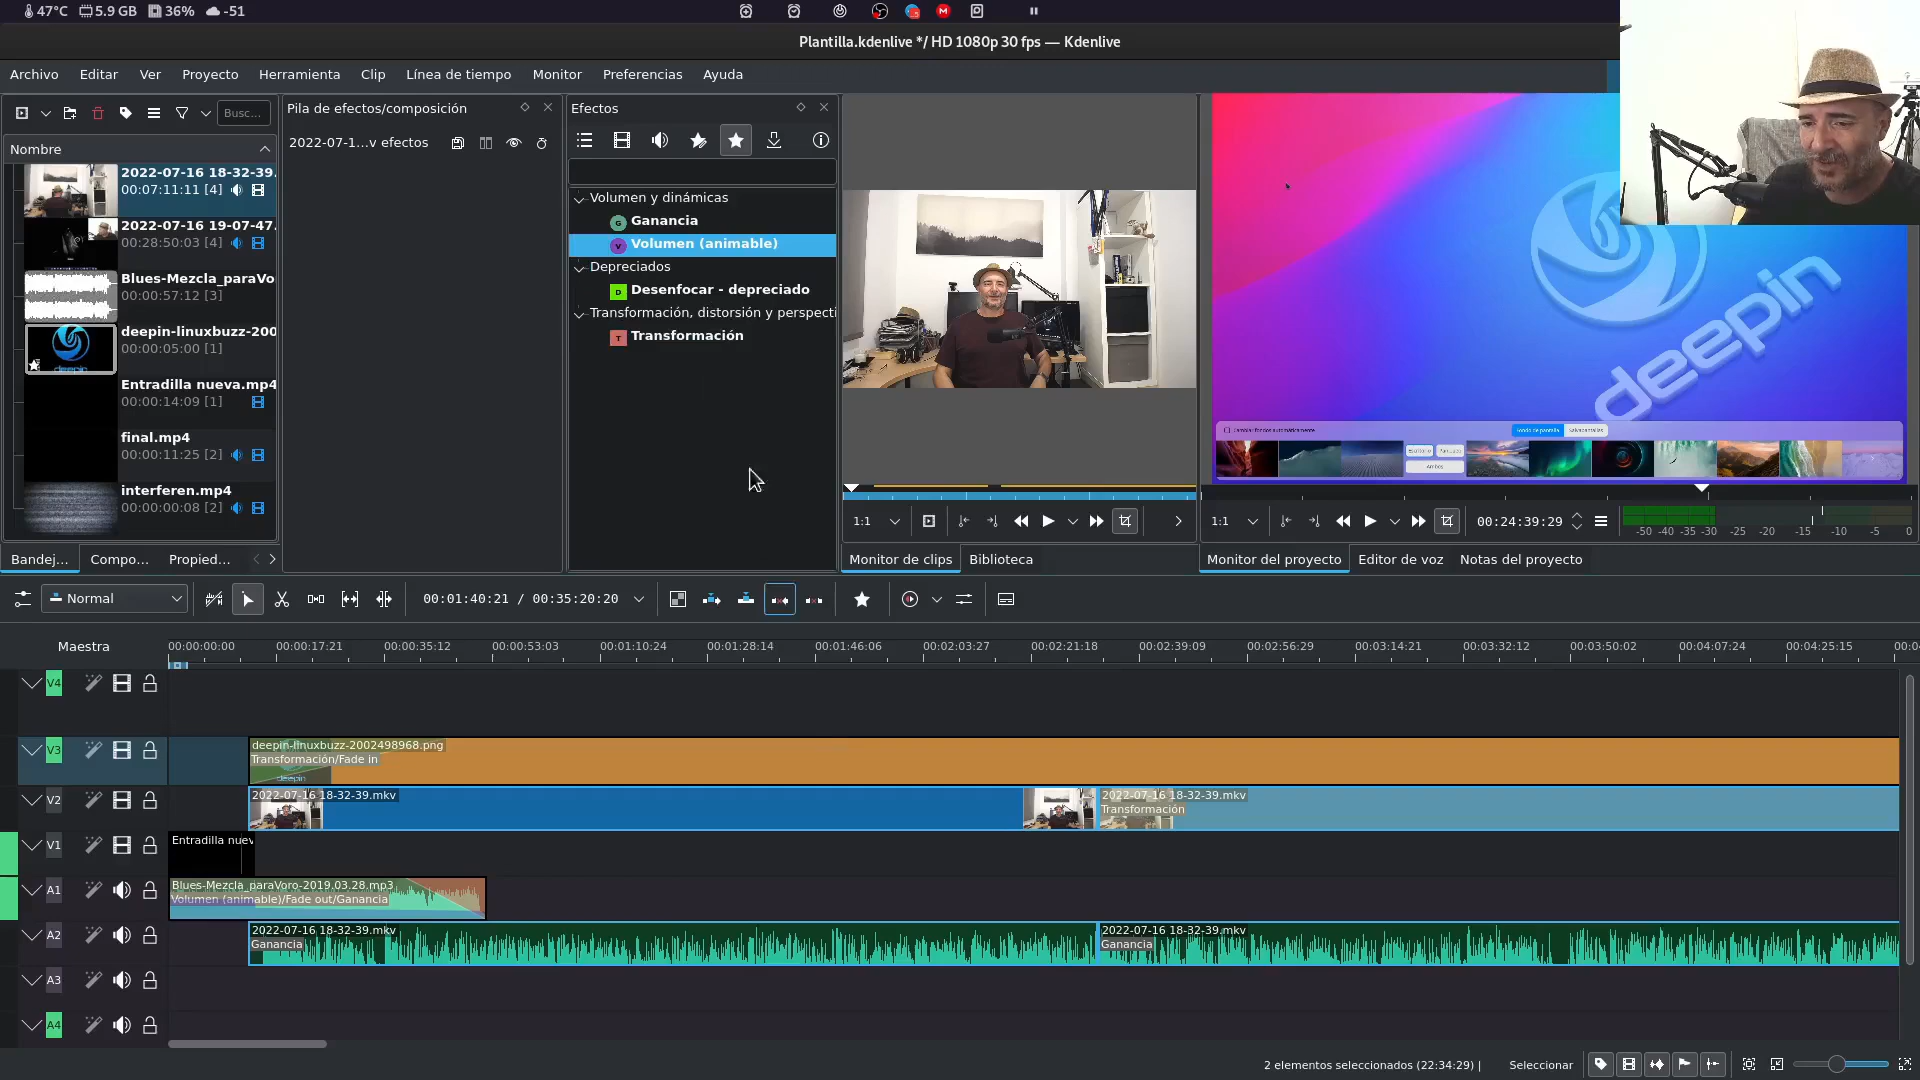 47°C 5.9 GB 36% -51
Plantilla.kdenlive */ HD 1080p 30 fps — Kdenlive
Archivo Editar Ver Proyecto Herramienta Clip Línea de tiempo Monitor Preferencias Ayuda
Busc...
Nombre
2022-07-16 18-32-39.
00:07:11:11 [4]
2022-07-16 19-07-47.
00:28:50:03 [4]
Blues-Mezcla_paraVo
00:00:57:12 [3]
deepin-linuxbuzz-200
00:00:05:00 [1]
Entradilla nueva.mp4
00:00:14:09 [1]
final.mp4
00:00:11:25 [2]
interferen.mp4
00:00:00:08 [2]
Bandej... Compo... Propied...
Pila de efectos/composición
2022-07-1...v efectos
Efectos
Volumen y dinámicas
Ganancia
Volumen (animable)
Depreciados
Desenfocar - depreciado
Transformación, distorsión y perspecti
Transformación
1:1
Monitor de clips Biblioteca
deepin
Cambiar fondos automáticamente
Fondo de pantalla Salvapantallas
Ambos
1:1 00:24:39:29
-50 -40 -35 -30 -25 -20 -15 -10 -5 0
Monitor del proyecto Editor de voz Notas del proyecto
Normal 00:01:40:21 / 00:35:20:20
Maestra
00:00:00:00 00:00:17:21 00:00:35:12 00:00:53:03 00:01:10:24 00:01:28:14 00:01:46:06 00:02:03:27 00:02:21:18 00:02:39:09 00:02:56:29 00:03:14:21 00:03:32:12 00:03:50:02 00:04:07:24 00:04:25:15 00:0
V4
V3
deepin-linuxbuzz-2002498968.png
Transformación/Fade in
deepin
V2
2022-07-16 18-32-39.mkv
2022-07-16 18-32-39.mkv
Transformación
V1
Entradilla nuev
A1
Blues-Mezcla_paraVoro-2019.03.28.mp3
Volumen (animable)/Fade out/Ganancia
A2
2022-07-16 18-32-39.mkv
Ganancia
2022-07-16 18-32-39.mkv
Ganancia
A3
A4
2 elementos seleccionados (22:34:29) | Seleccionar